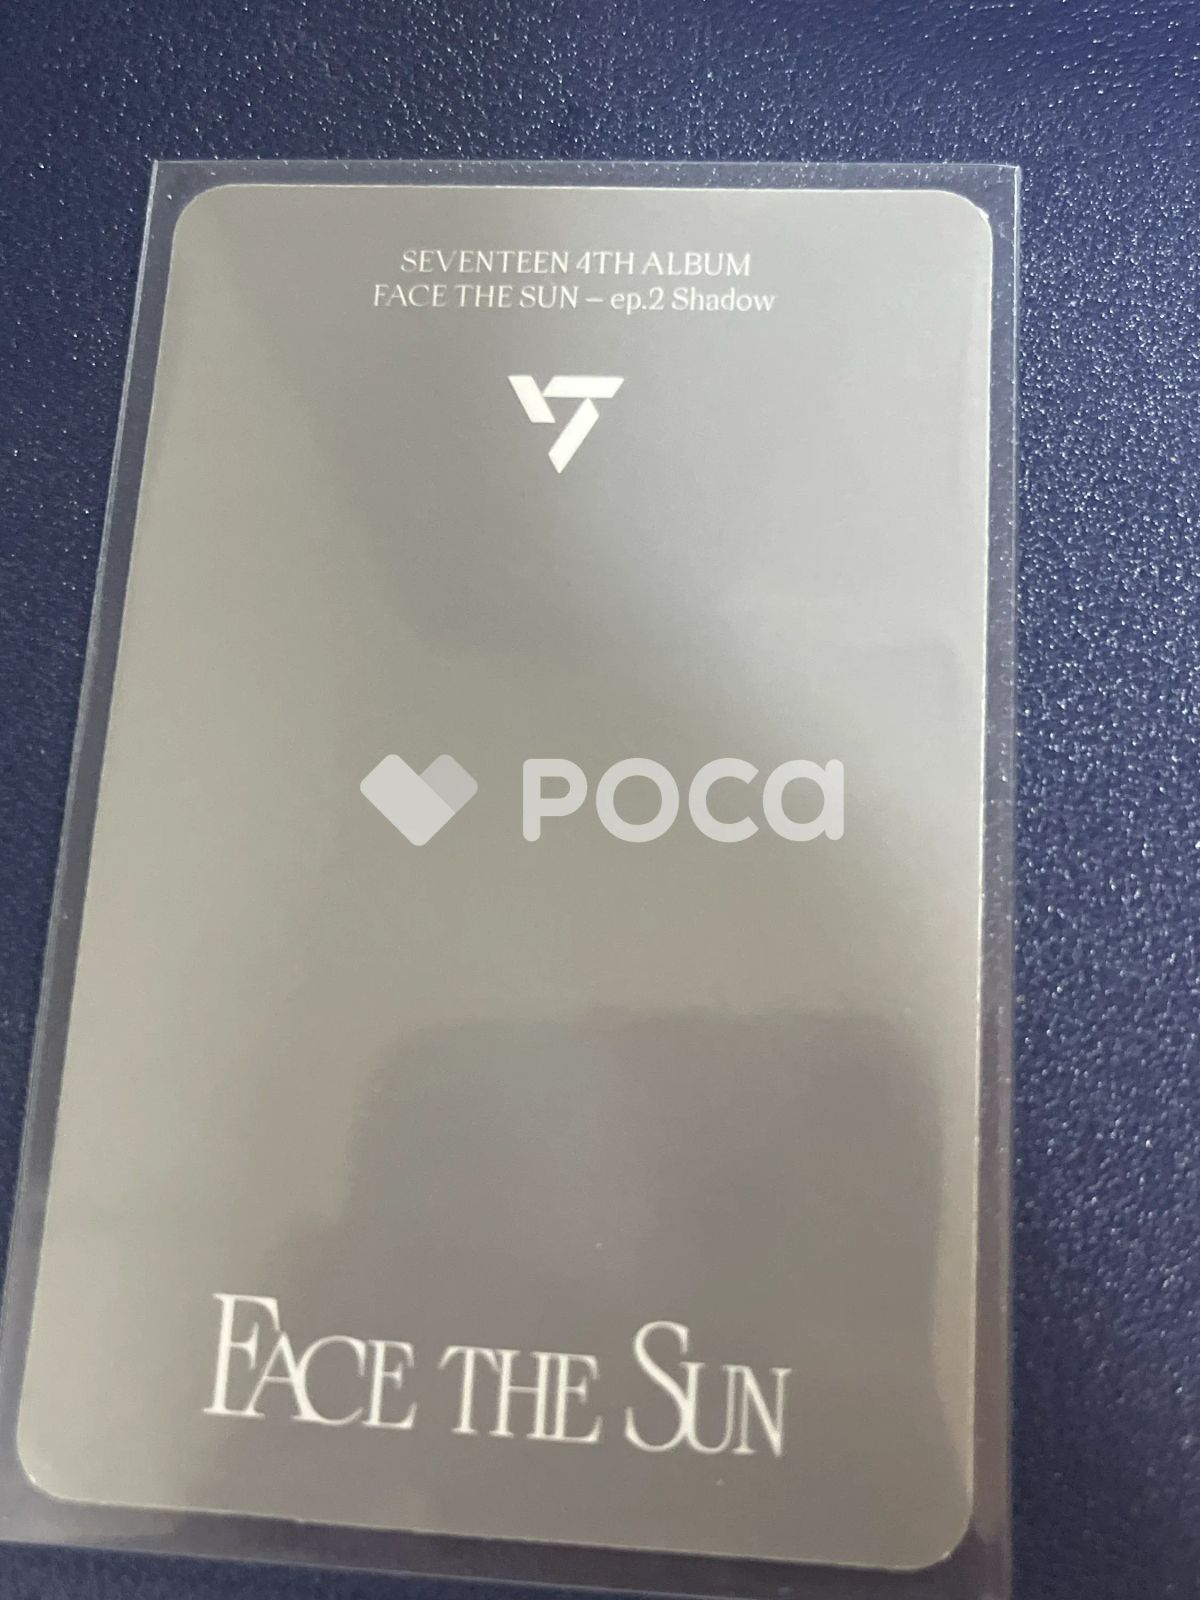 SEVENTEEN 4TH ALBUM
FACE THE SUN – ep.2 Shadow
POCA
FACE THE SUN